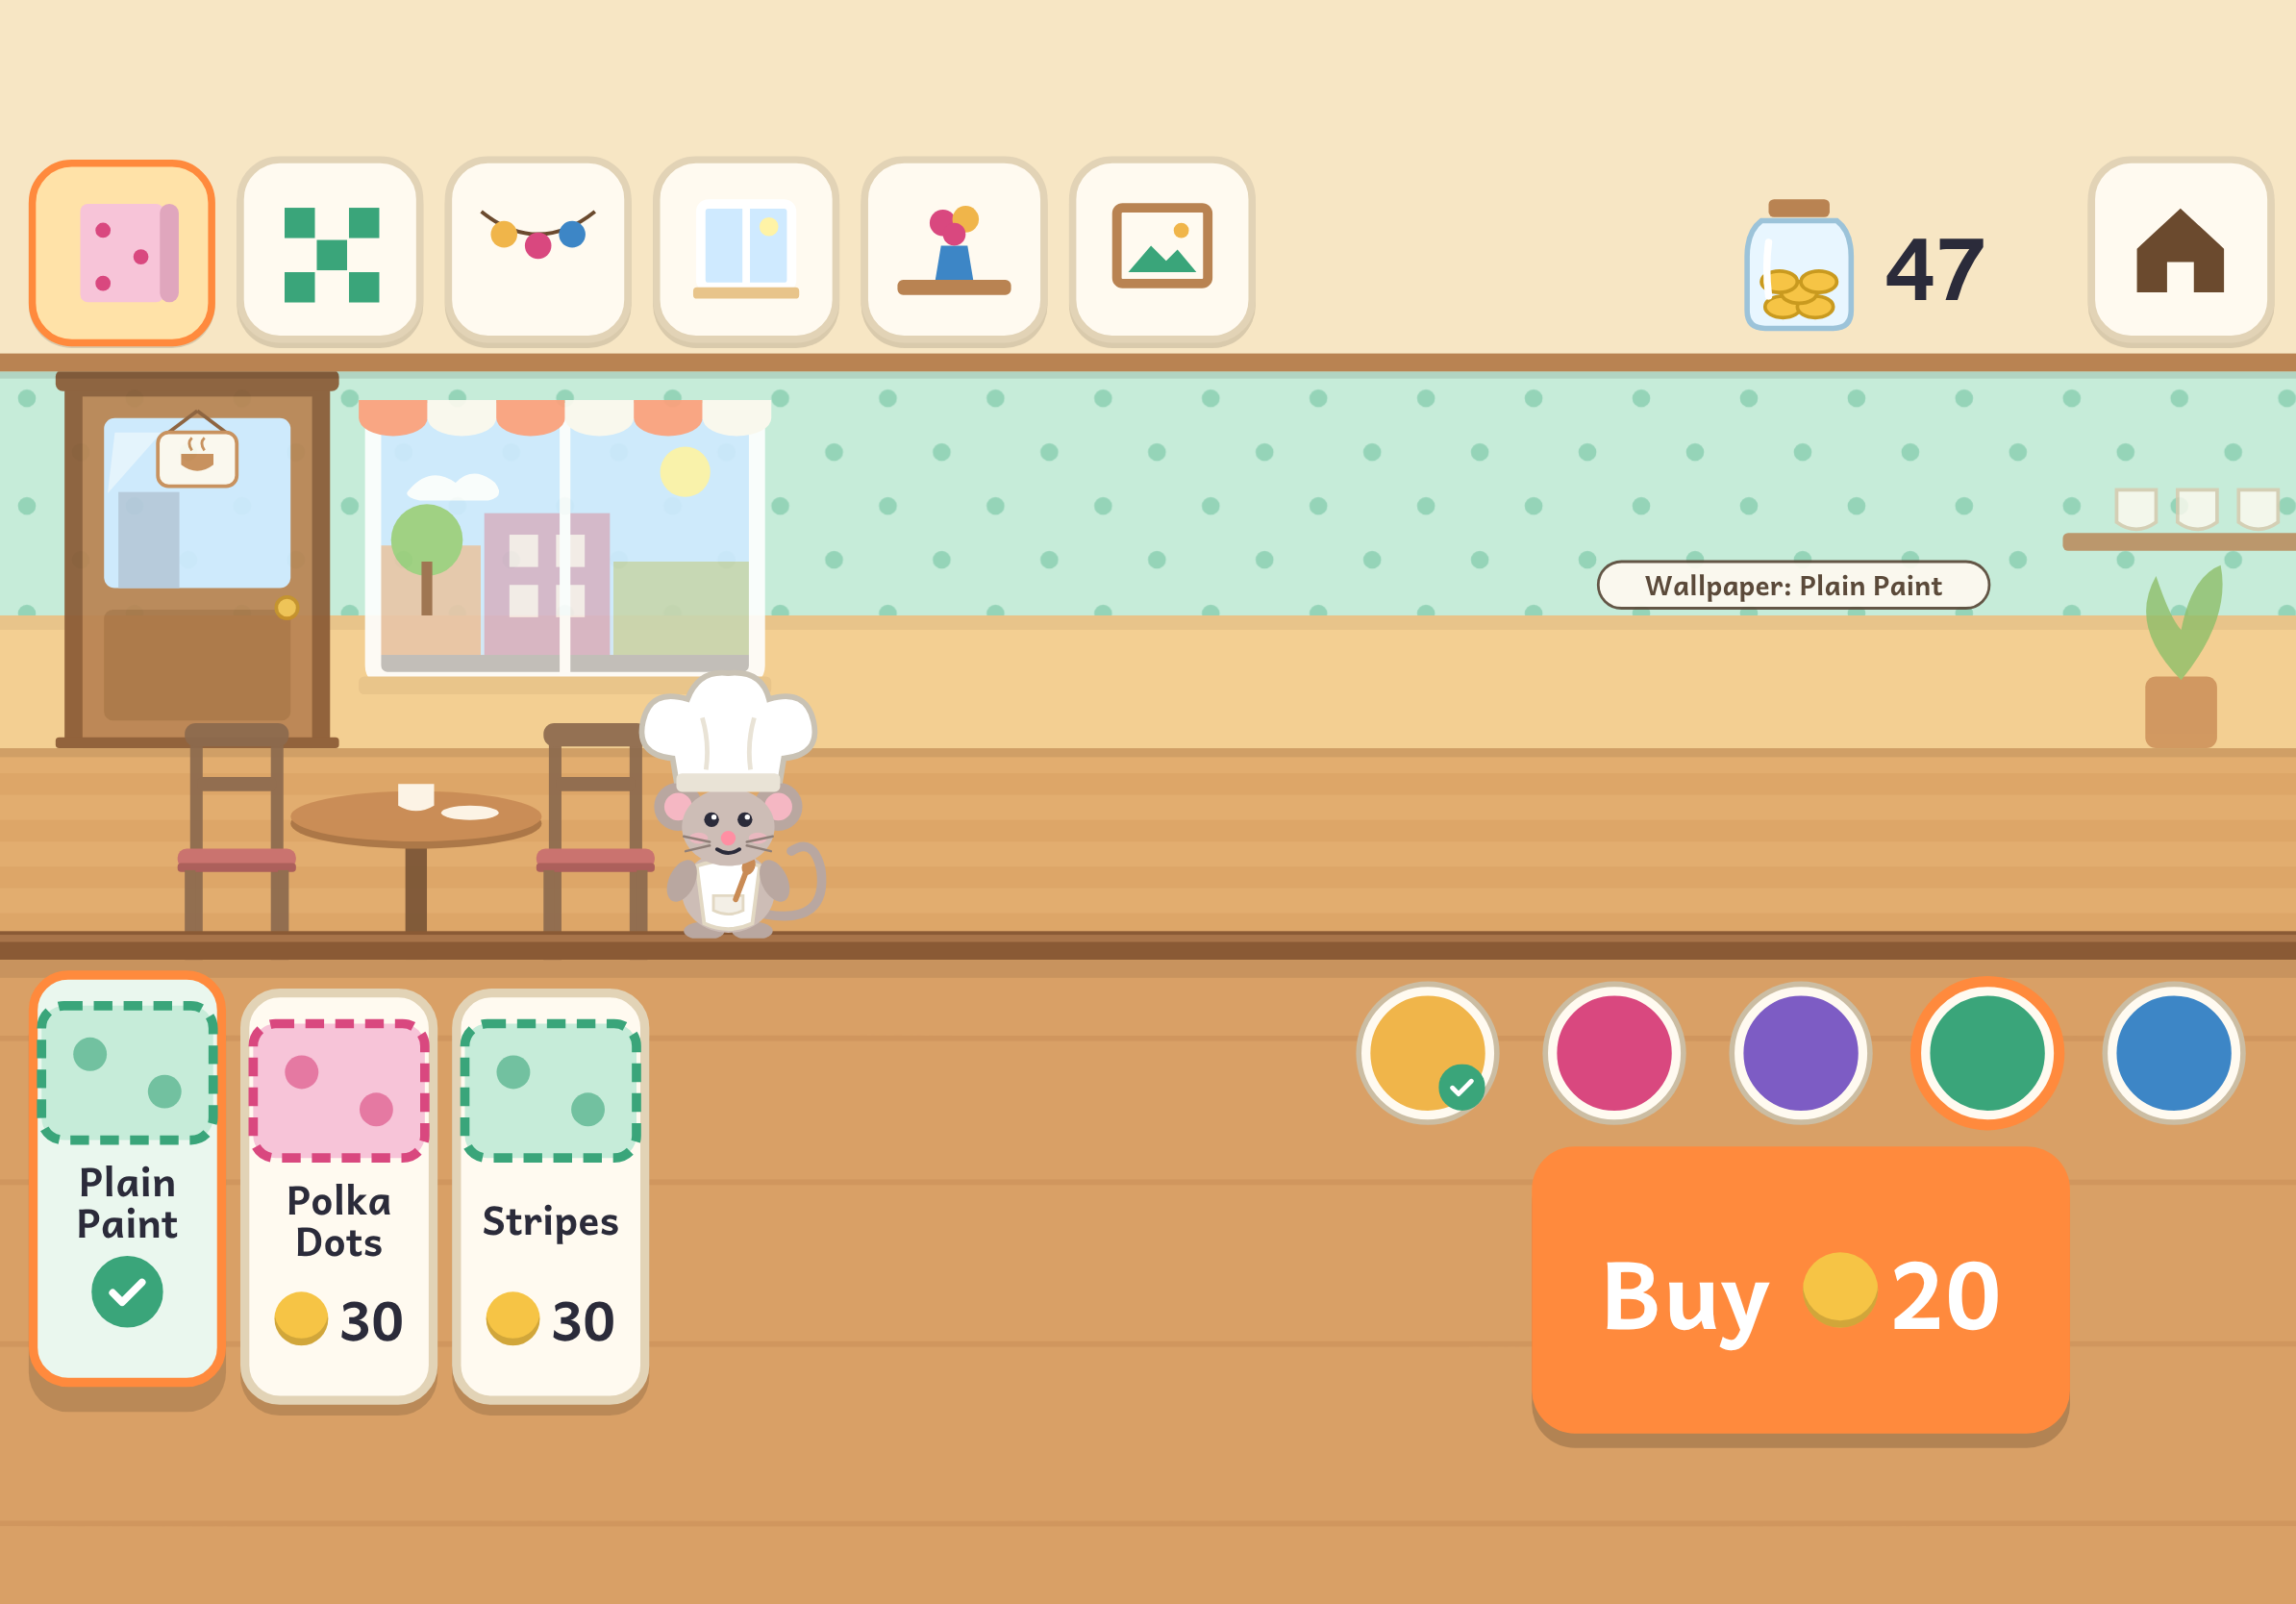 47
Wallpaper: Plain Paint
Plain
Paint
Polka
Dots
30
Stripes
30
Buy 20